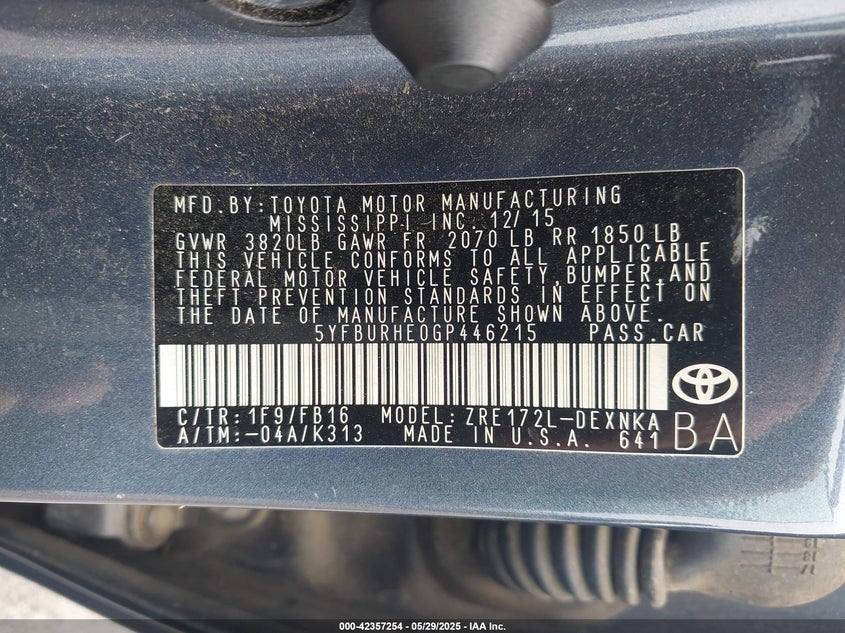 MFD.BY:TOYOTA MOTOR MANUFACTURING
MISSISSIPPI INC. 12/15
GVWR 3820LB GAWR FR 2070 LB RR 1850 LB
THIS VEHICLE CONFORMS TO ALL APPLICABLE
FEDERAL MOTOR VEHICLE SAFETY,BUMPER,AND
THEFT PREVENTION STANDARDS IN EFFECT ON
THE DATE OF MANUFACTURE SHOWN ABOVE.
5YFBURHE0GP446215 PASS.CAR
C/TR:1F9/FB16 MODEL:ZRE172L-DEXNKA
A/TM:-04A/K313 MADE IN U.S.A. 641
BA
000-42357254 - 05/29/2025 - IAA Inc.